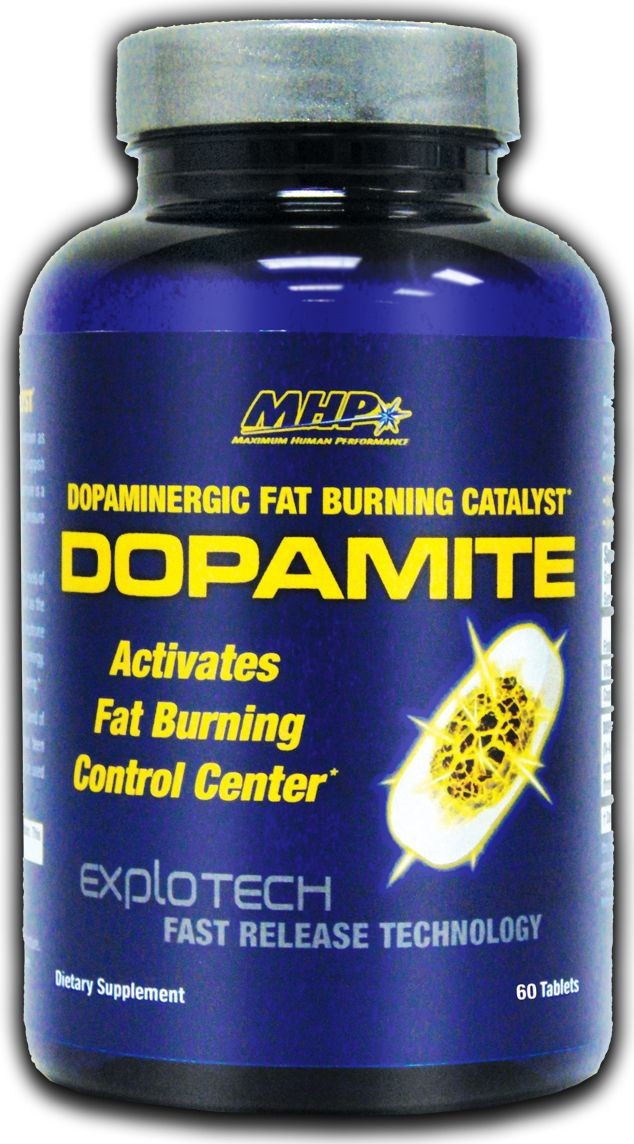 MHP
MAXIMUM HUMAN PERFORMANCE
DOPAMINERGIC FAT BURNING CATALYST*
DOPAMITE
Activates
Fat Burning
Control Center*
EXPLOTECH
FAST RELEASE TECHNOLOGY
Dietary Supplement
60 Tablets